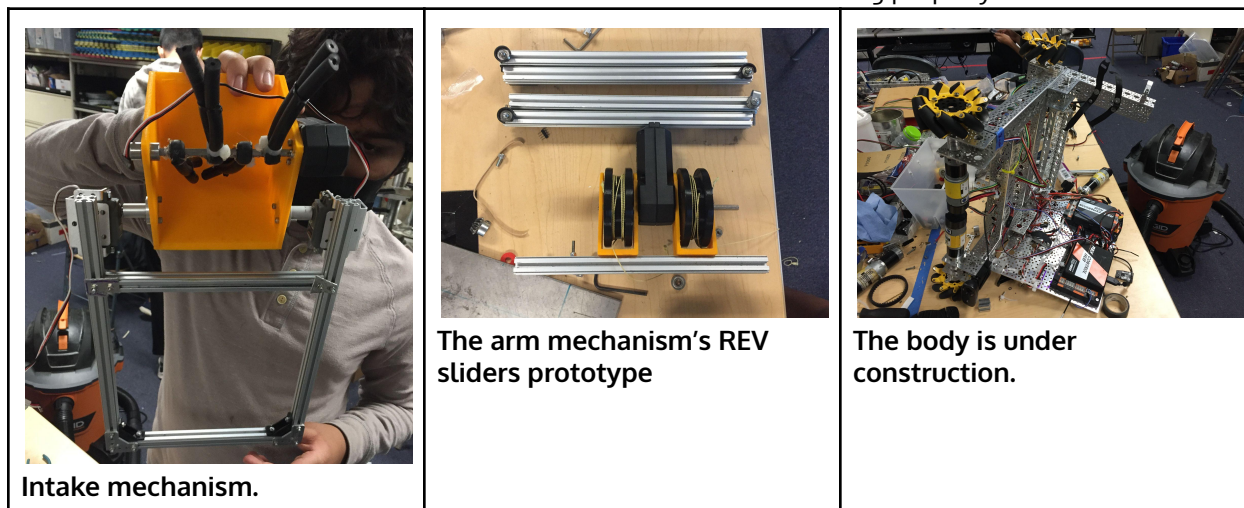 Intake mechanism.
The arm mechanism's REV
sliders prototype
The body is under
construction.